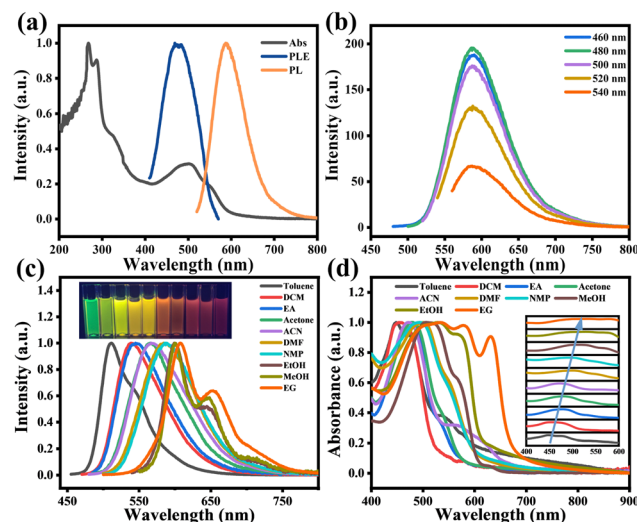 (a)
Abs
PLE
PL
Intensity (a.u.)
1.0
0.8
0.6
0.4
0.2
0.0
200 300 400 500 600 700 800
Wavelength (nm)
(b)
460 nm
480 nm
500 nm
520 nm
540 nm
Intensity (a.u.)
200
150
100
50
0
450 500 550 600 650 700 750 800
Wavelength (nm)
(c)
Toluene
DCM
EA
Acetone
ACN
DMF
NMP
EtOH
MeOH
EG
Intensity (a.u.)
1.4
1.2
1.0
0.8
0.6
0.4
0.2
0.0
450 550 650 750
Wavelength (nm)
(d)
Toluene DCM EA Acetone
ACN DMF NMP MeOH
EtOH EG
Absorbance (a.u.)
1.4
1.2
1.0
0.8
0.6
0.4
0.2
0.0
400 500 600 700 800 900
Wavelength (nm)
400 450 500 550 600